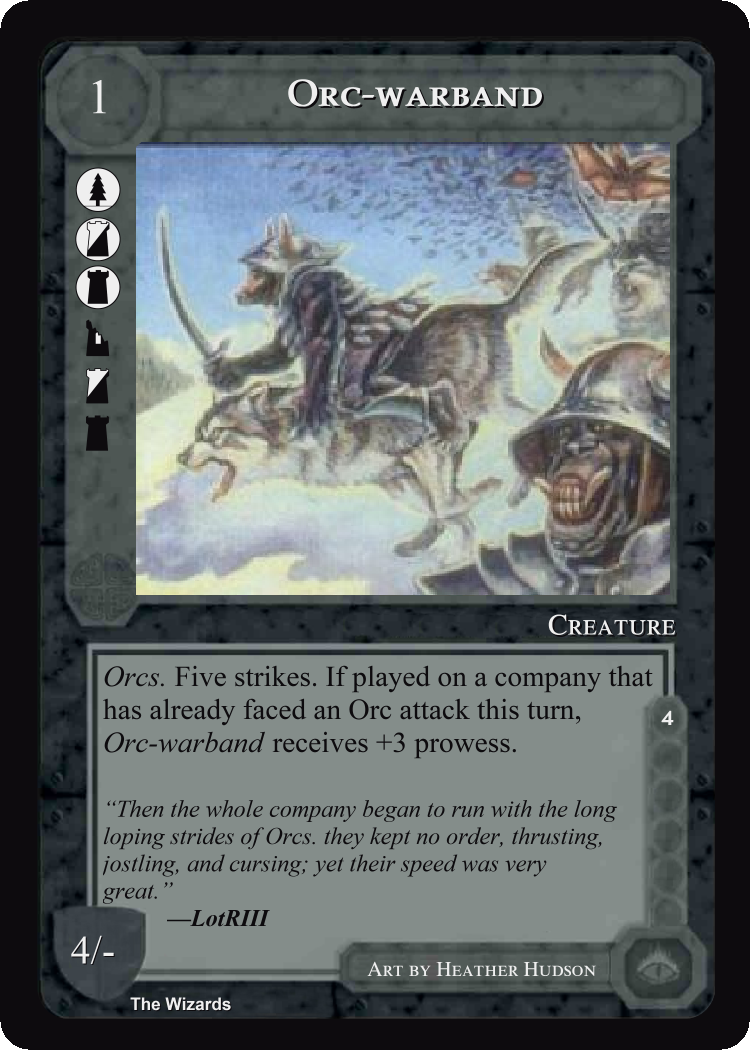 1
Orc-warband
Creature
Orcs. Five strikes. If played on a company that
has already faced an Orc attack this turn,
Orc-warband receives +3 prowess.
4
“Then the whole company began to run with the long
loping strides of Orcs. they kept no order, thrusting,
jostling, and cursing; yet their speed was very
great.”
—LotRIII
4/-
Art by Heather Hudson
The Wizards